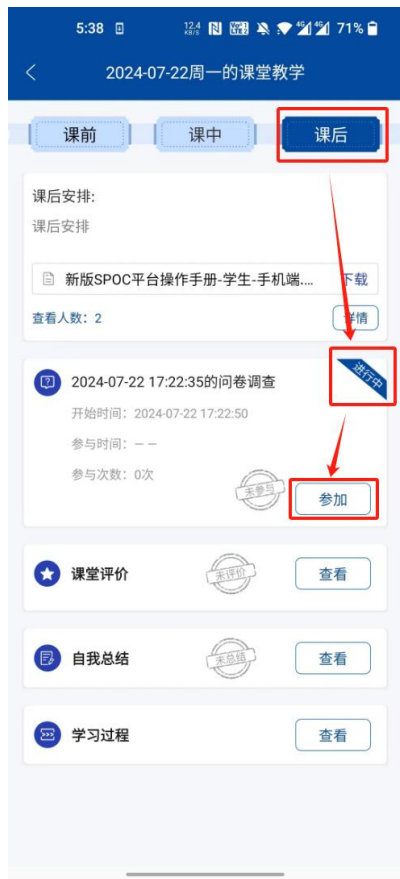 5:38 12.4 KB/S 4G 4G 71%
2024-07-22周一的课堂教学
课前 课中 课后
课后安排:
课后安排
新版SPOC平台操作手册-学生-手机端.... 下载
查看人数: 2 详情
进行中
2024-07-22 17:22:35的问卷调查
开始时间: 2024-07-22 17:22:50
参与时间: — —
参与次数: 0次
未参与 参加
课堂评价 未评价 查看
自我总结 未总结 查看
学习过程 查看